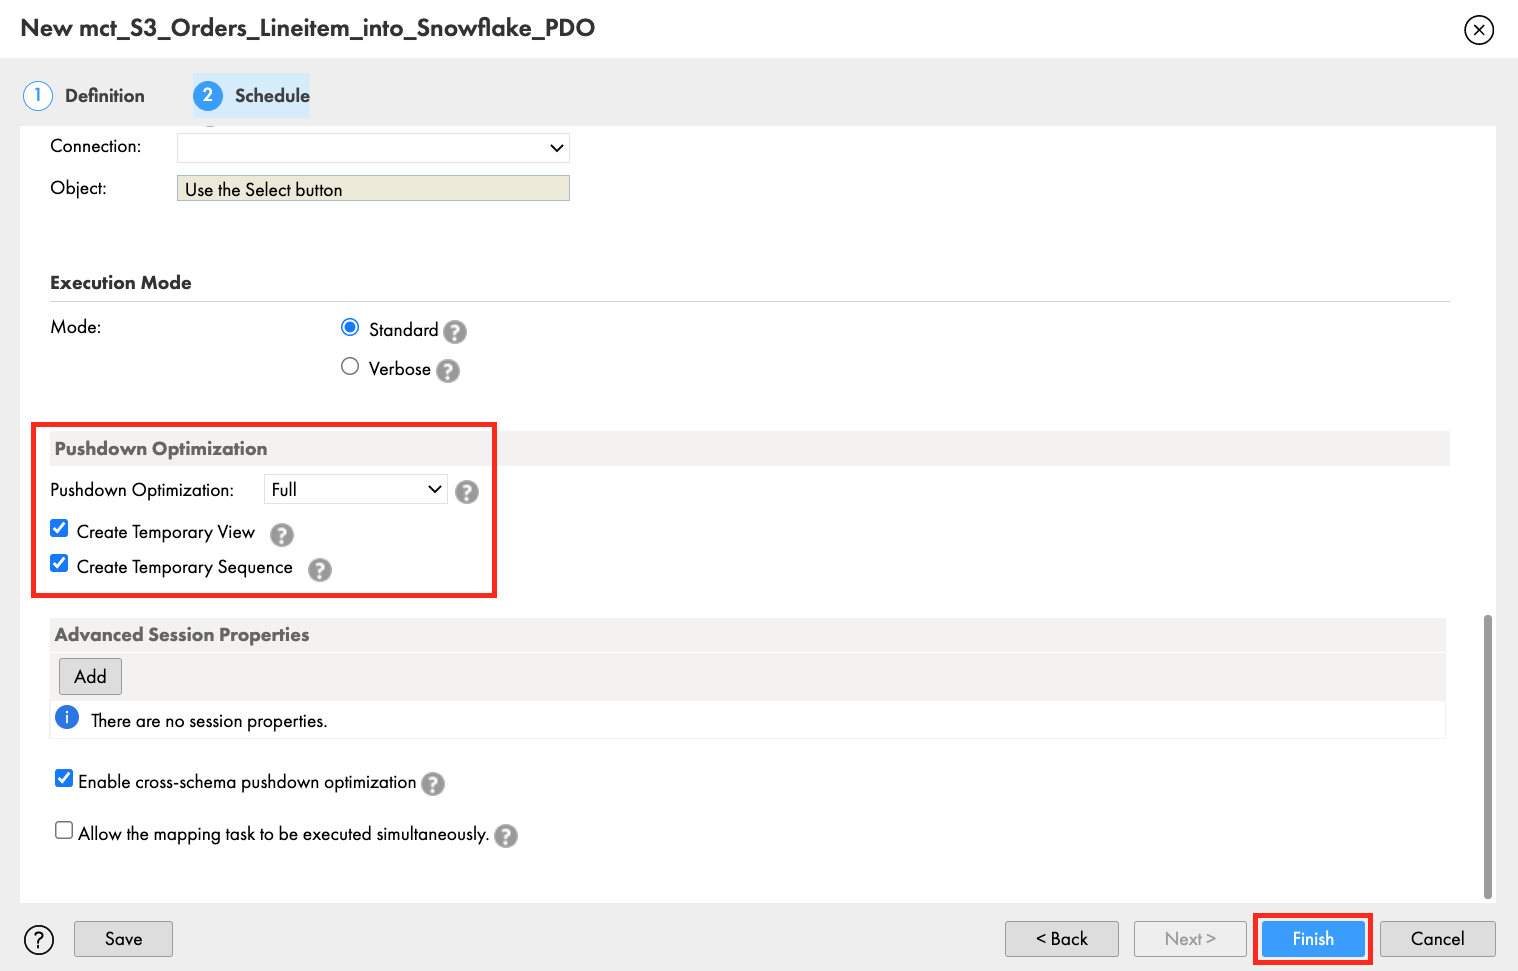 New mct_S3_Orders_Lineitem_into_Snowflake_PDO
1 Definition 2 Schedule
Connection:
Object: Use the Select button
Execution Mode
Mode: Standard ?
Verbose ?
Pushdown Optimization
Pushdown Optimization: Full ?
Create Temporary View ?
Create Temporary Sequence ?
Advanced Session Properties
Add
i There are no session properties.
Enable cross-schema pushdown optimization ?
Allow the mapping task to be executed simultaneously. ?
? Save < Back Next > Finish Cancel